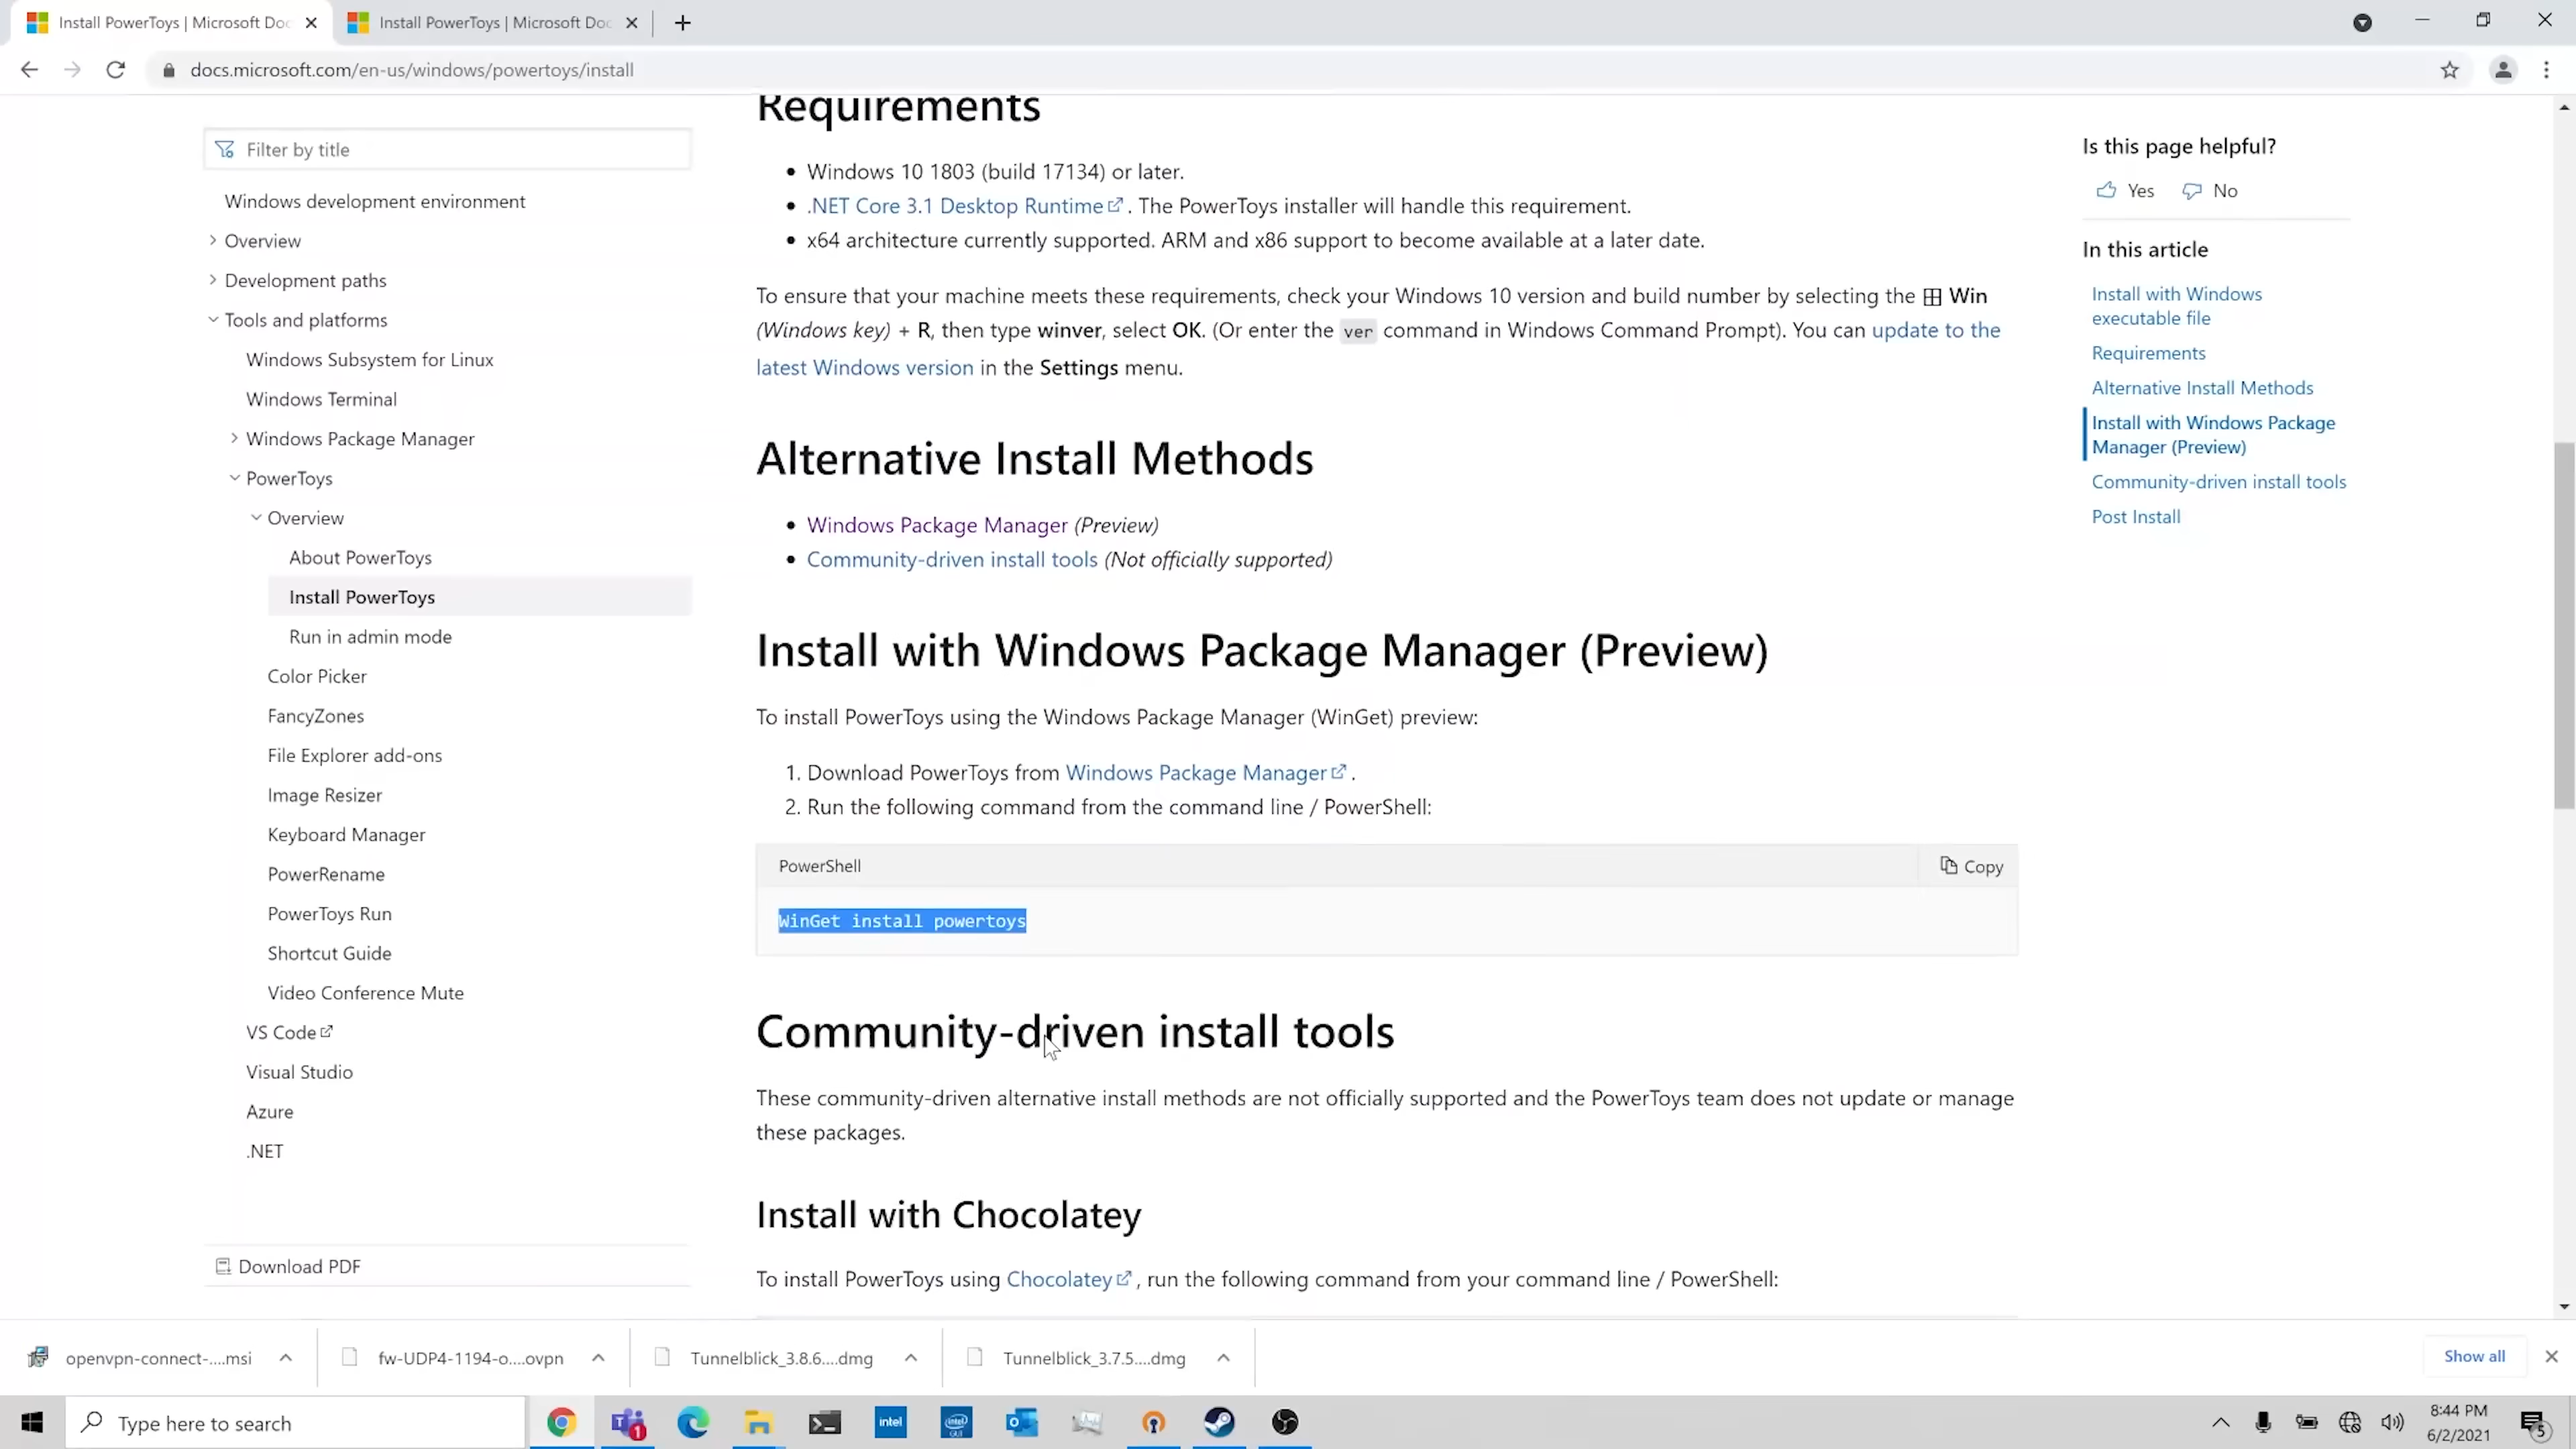 Install PowerToys | Microsoft Doc
Install PowerToys | Microsoft Doc
docs.microsoft.com/en-us/windows/powertoys/install
Filter by title
Windows development environment
Overview
Development paths
Tools and platforms
Windows Subsystem for Linux
Windows Terminal
Windows Package Manager
PowerToys
Overview
About PowerToys
Install PowerToys
Run in admin mode
Color Picker
FancyZones
File Explorer add-ons
Image Resizer
Keyboard Manager
PowerRename
PowerToys Run
Shortcut Guide
Video Conference Mute
VS Code
Visual Studio
Azure
.NET
Download PDF
Requirements
• Windows 10 1803 (build 17134) or later.
• .NET Core 3.1 Desktop Runtime. The PowerToys installer will handle this requirement.
• x64 architecture currently supported. ARM and x86 support to become available at a later date.
To ensure that your machine meets these requirements, check your Windows 10 version and build number by selecting the Win
(Windows key) + R, then type winver, select OK. (Or enter the ver command in Windows Command Prompt). You can update to the
latest Windows version in the Settings menu.
Alternative Install Methods
• Windows Package Manager (Preview)
• Community-driven install tools (Not officially supported)
Install with Windows Package Manager (Preview)
To install PowerToys using the Windows Package Manager (WinGet) preview:
1. Download PowerToys from Windows Package Manager.
2. Run the following command from the command line / PowerShell:
PowerShell
Copy
WinGet install powertoys
Community-driven install tools
These community-driven alternative install methods are not officially supported and the PowerToys team does not update or manage
these packages.
Install with Chocolatey
To install PowerToys using Chocolatey, run the following command from your command line / PowerShell:
Is this page helpful?
Yes No
In this article
Install with Windows
executable file
Requirements
Alternative Install Methods
Install with Windows Package
Manager (Preview)
Community-driven install tools
Post Install
openvpn-connect-....msi
fw-UDP4-1194-o....ovpn
Tunnelblick_3.8.6....dmg
Tunnelblick_3.7.5....dmg
Show all
Type here to search
1
intel
intel
GUI
8:44 PM
6/2/2021
5